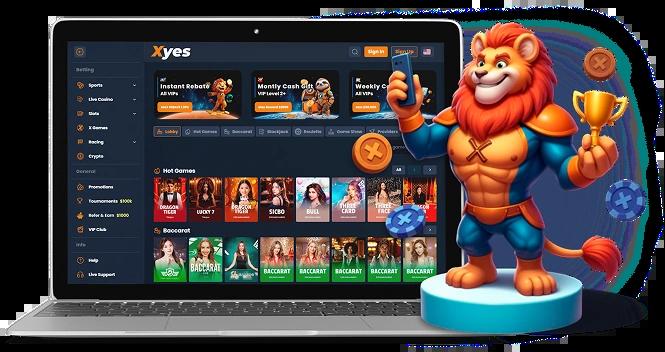 Xyes
Sign In
Sign Up
Betting
Sports
Live Casino
Slots
X Games
Racing
Crypto
General
Promotions
Tournaments $100k
Refer & Earn $1000
VIP Club
Info
Help
Live Support
Instant Rebate
All VIPs
Montly Cash Gift
VIP Level 2+
Weekly C
All VIPs
Lobby
Hot Games
Baccarat
Blackjack
Roulette
Game Show
Providers
Hot Games
All
DRAGON TIGER
LUCKY 7
DRAGON TIGER
SICBO
BULL
THREE CARD
THREE FACE
DRAGON TIGER
Baccarat
BACCARAT
BACCARAT
BACCARAT
BACCARAT
BACCARAT
BACCARAT